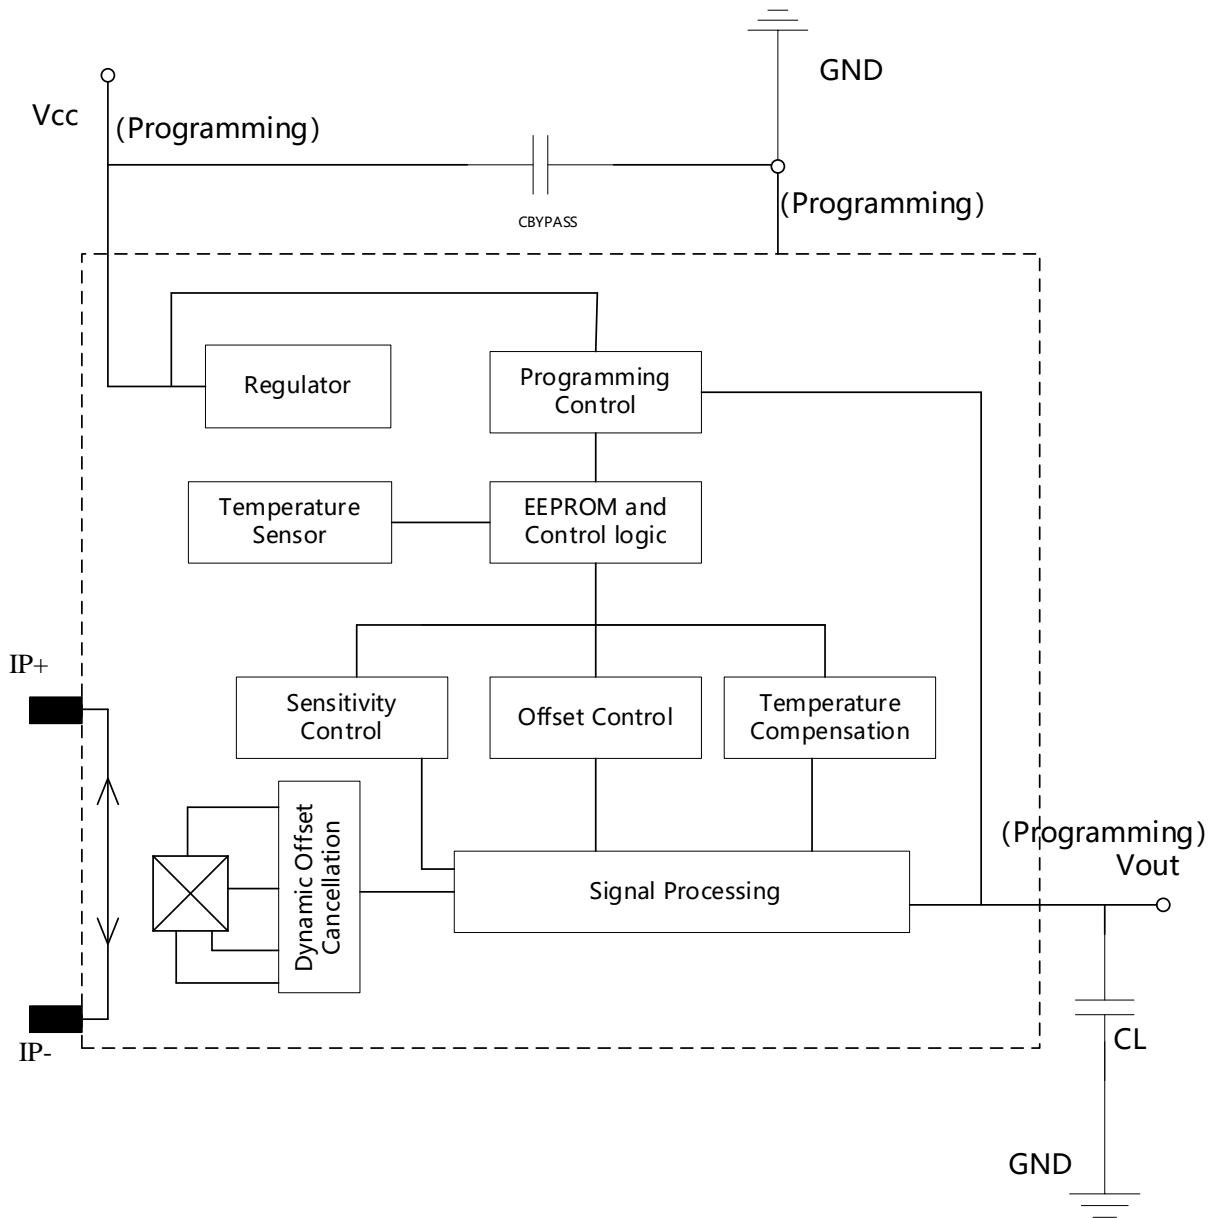 GND
Vcc
(Programming)
(Programming)
CBYPASS
Regulator
Programming
Control
Temperature
Sensor
EEPROM and
Control logic
IP+
Sensitivity
Control
Offset Control
Temperature
Compensation
Dynamic Offset
Cancellation
Signal Processing
(Programming)
Vout
IP-
CL
GND